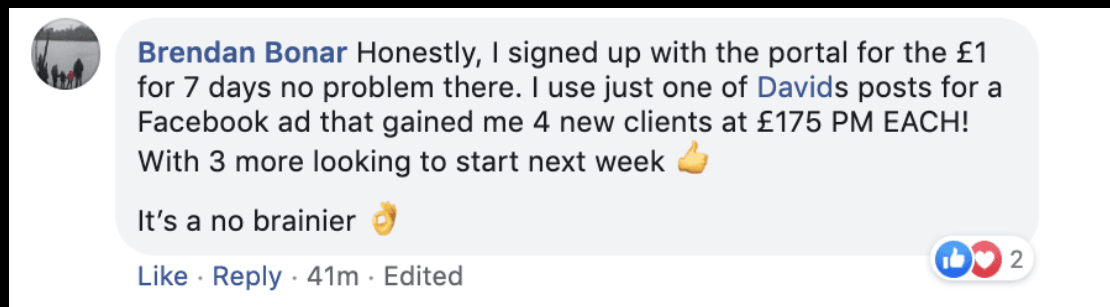 Brendan Bonar Honestly, I signed up with the portal for the £1
for 7 days no problem there. I use just one of Davids posts for a
Facebook ad that gained me 4 new clients at £175 PM EACH!
With 3 more looking to start next week 👍
It's a no brainier 👌
Like · Reply · 41m · Edited
2